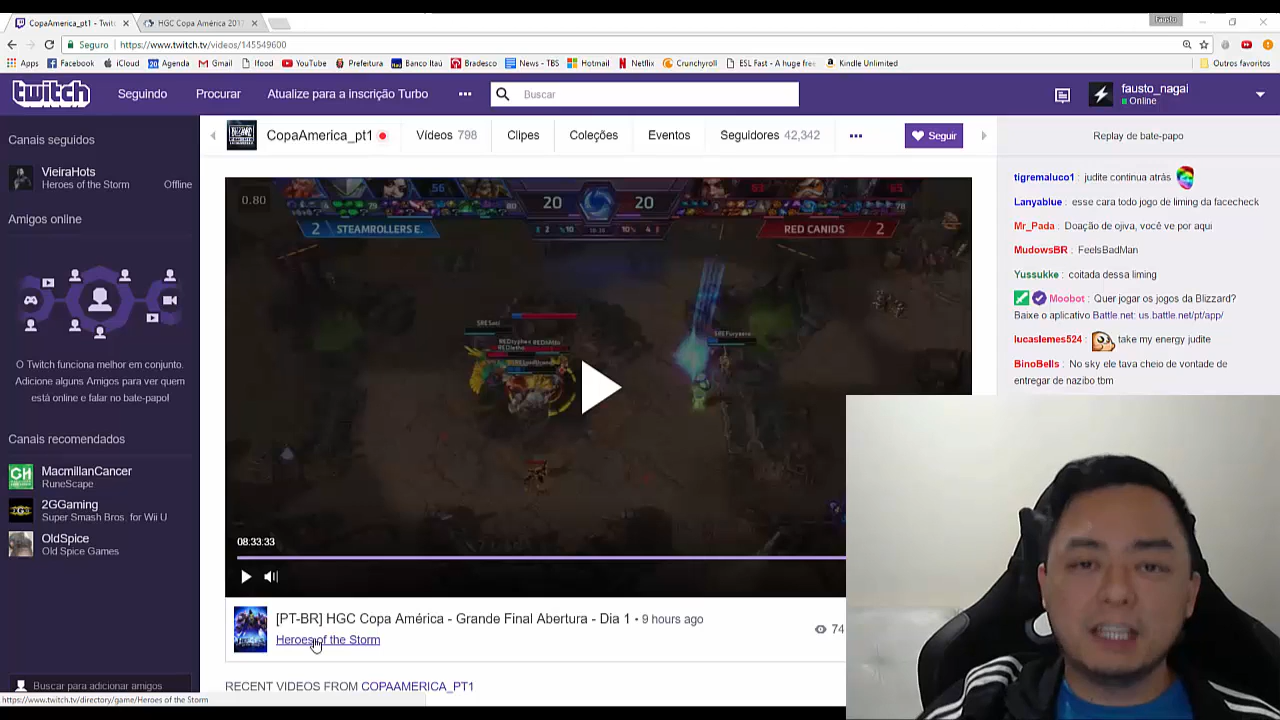 CopaAmerica_pt1 - Twitc
HGC Copa América 2017
Fausto
Seguro
https://www.twitch.tv/videos/145549600
Apps
Facebook
iCloud
Agenda
Gmail
Ifood
YouTube
Prefeitura
Banco Itaú
Bradesco
News - TBS
Hotmail
Netflix
Crunchyroll
ESL Fast - A huge free
Kindle Unlimited
Outros favoritos
twitch
Seguindo
Procurar
Atualize para a Inscrição Turbo
Buscar
fausto_nagai
Online
Canais seguidos
VieiraHots
Heroes of the Storm
Offline
Amigos online
O Twitch funciona melhor em conjunto.
Adicione alguns Amigos para ver quem
está online e falar no bate-papo!
Canais recomendados
MacmillanCancer
RuneScape
2GGaming
Super Smash Bros. for Wii U
OldSpice
Old Spice Games
Buscar para adicionar amigos
https://www.twitch.tv/directory/game/Heroes of the Storm
CopaAmerica_pt1
Vídeos 798
Clipes
Coleções
Eventos
Seguidores 42,342
Seguir
0.80
20
20
2 STEAMROLLERS E.
RED CANIDS 2
08:33:33
[PT-BR] HGC Copa América - Grande Final Abertura - Dia 1 • 9 hours ago
Heroes of the Storm
74
RECENT VIDEOS FROM COPAAMERICA_PT1
Replay de bate-papo
tigremaluco1 : judite continua atrás
Lanyablue : esse cara todo jogo de liming da facecheck
Mr_Pada : Doação de ojiva, você ve por aqui
MudowsBR : FeelsBadMan
Yussukke : coitada dessa liming
Moobot : Quer jogar os jogos da Blizzard?
Baixe o aplicativo Battle net: us.battle.net/pt/app/
lucaslemes524 : take my energy judite
BinoBells : No sky ele tava cheio de vontade de
entregar de nazibo tbm